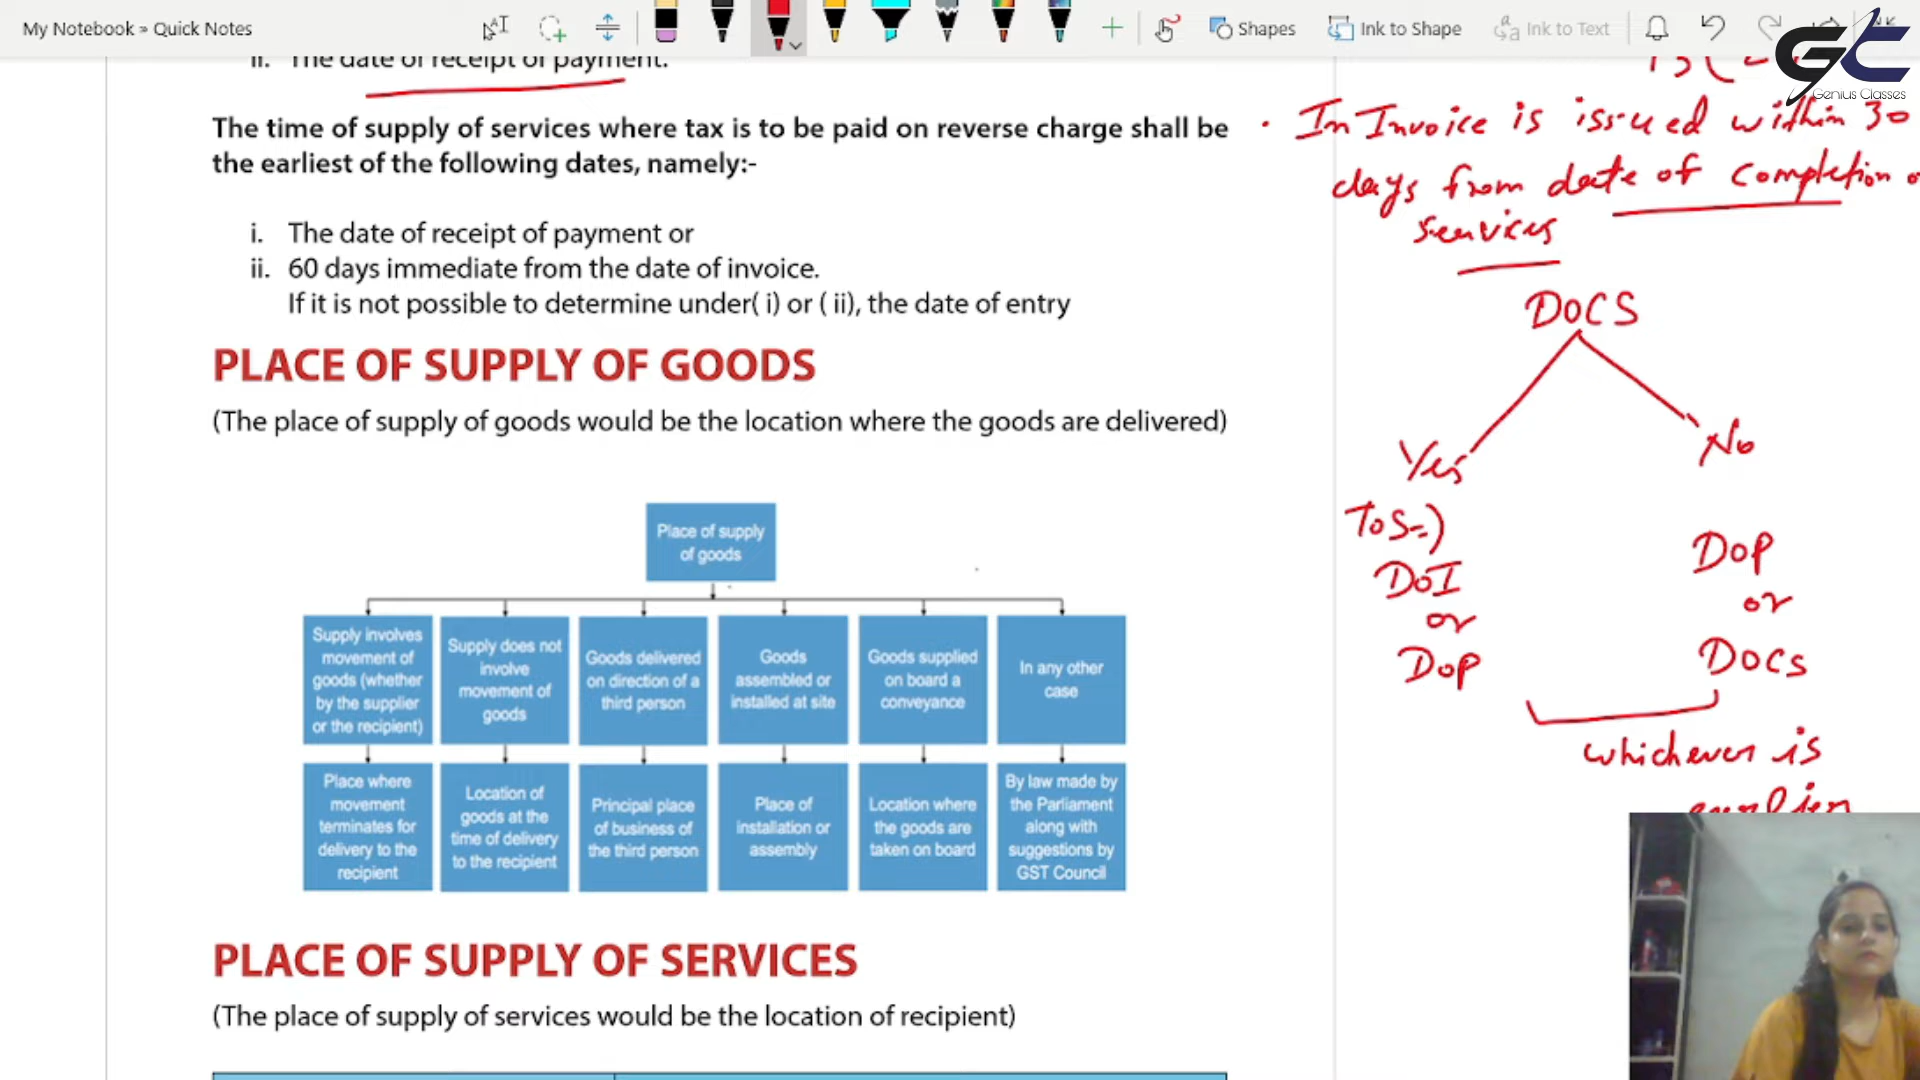 My Notebook » Quick Notes
Shapes
Ink to Shape
Ink to Text
GC
Genius Classes
ii. The date of receipt of payment.
The time of supply of services where tax is to be paid on reverse charge shall be
the earliest of the following dates, namely:-
i. The date of receipt of payment or
ii. 60 days immediate from the date of invoice.
If it is not possible to determine under( i) or ( ii), the date of entry
PLACE OF SUPPLY OF GOODS
(The place of supply of goods would be the location where the goods are delivered)
Place of supply
of goods
Supply involves
movement of
goods (whether
by the supplier
or the recipient)
Supply does not
involve
movement of
goods
Goods delivered
on direction of a
third person
Goods
assembled or
installed at site
Goods supplied
on board a
conveyance
In any other
case
Place where
movement
terminates for
delivery to the
recipient
Location of
goods at the
time of delivery
to the recipient
Principal place
of business of
the third person
Place of
installation or
assembly
Location where
the goods are
taken on board
By law made by
the Parliament
along with
suggestions by
GST Council
PLACE OF SUPPLY OF SERVICES
(The place of supply of services would be the location of recipient)
· In Invoice is issued within 30
days from date of completion o
services
DOCS
Yes
No
ToS=)
DOI
or
DOP
DOP
or
DOCS
whichever is
earlier